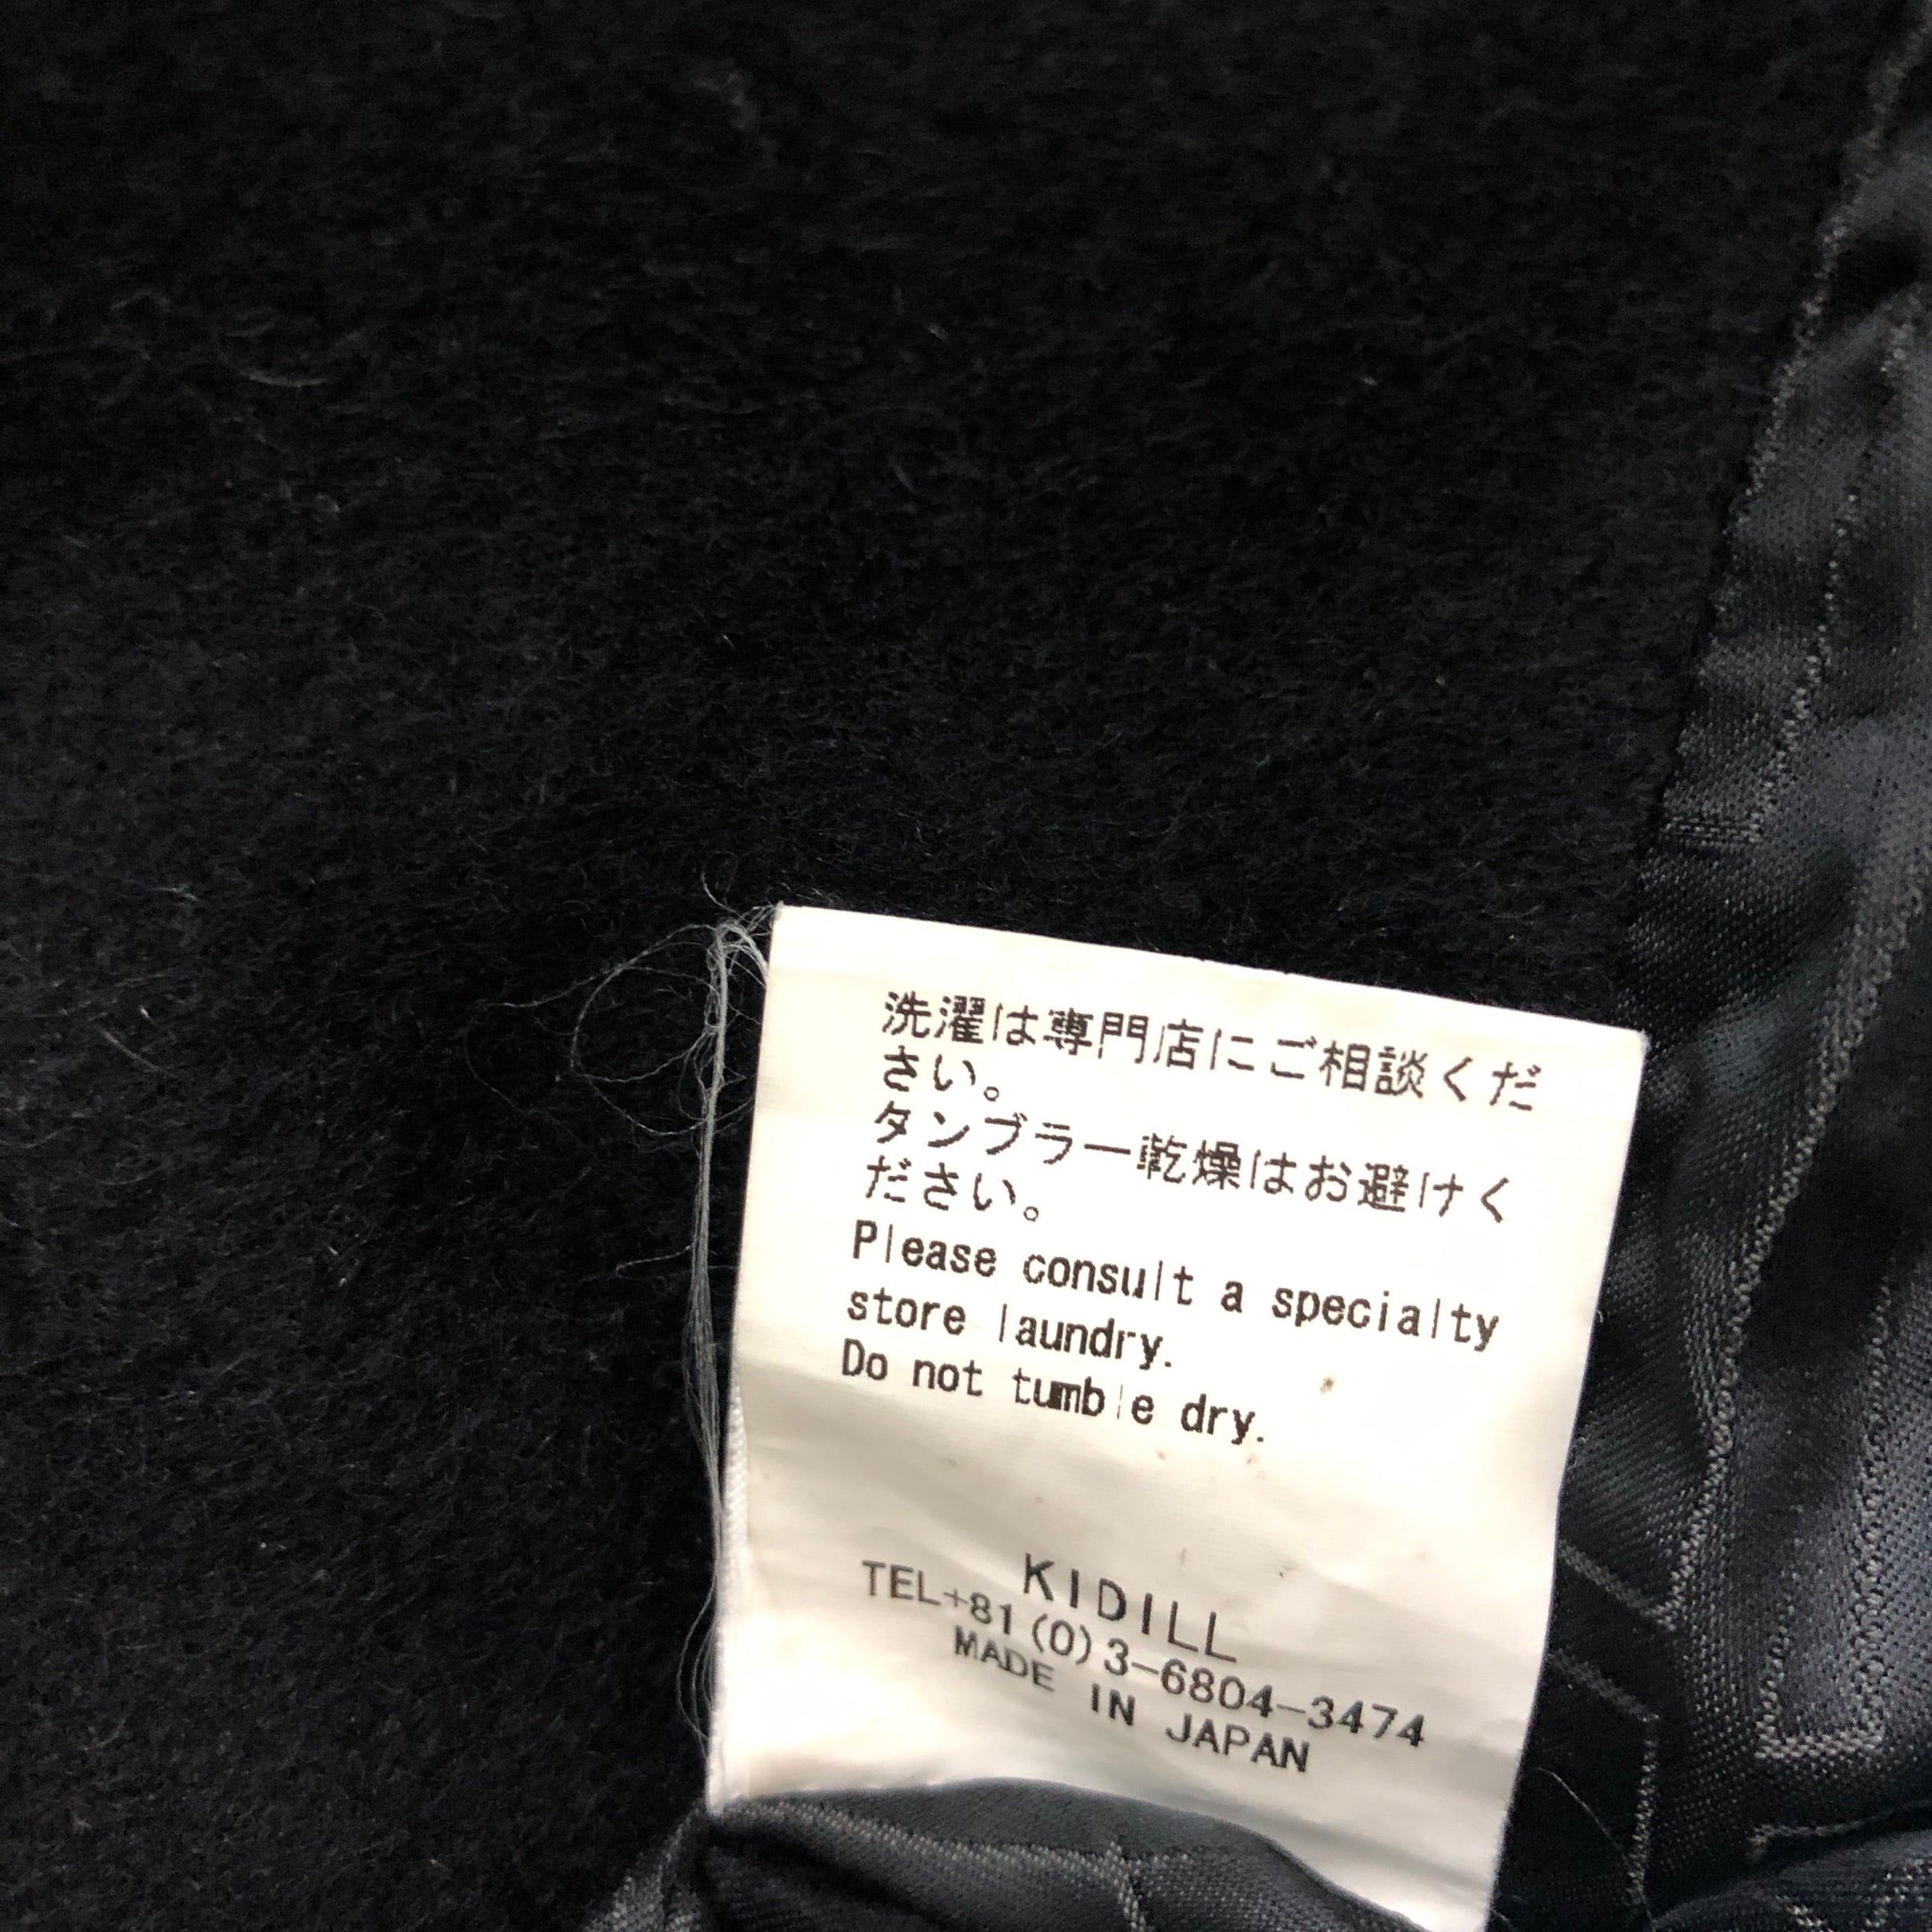 洗濯は専門店にご相談くだ
さい。
タンブラー乾燥はお避けく
ださい。
Please consult a specialty
store laundry.
Do not tumble dry.
KIDILL
TEL+81(0)3-6804-3474
MADE IN JAPAN